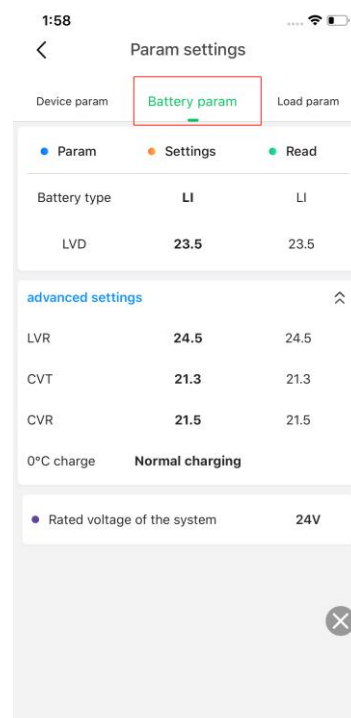 1:58
Param settings
Device param Battery param Load param
Param Settings Read
Battery type LI LI
LVD 23.5 23.5
advanced settings
LVR 24.5 24.5
CVT 21.3 21.3
CVR 21.5 21.5
0°C charge Normal charging
Rated voltage of the system 24V